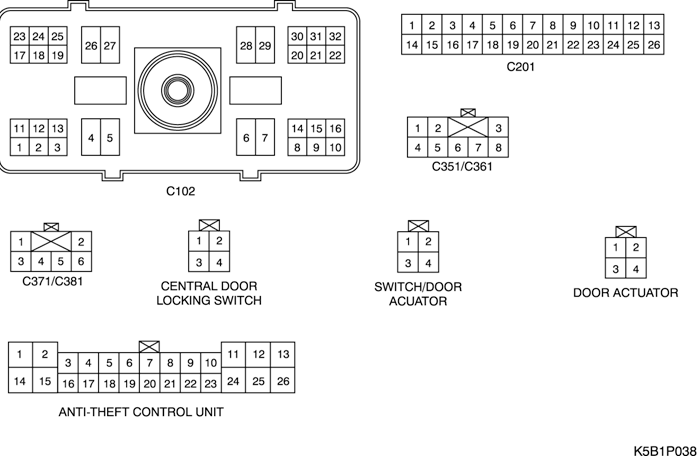 23 24 25 26 27 28 29 30 31 32
17 18 19 20 21 22
11 12 13 4 5 6 7 14 15 16
1 2 3 8 9 10
C102
1 2 3 4 5 6 7 8 9 10 11 12 13
14 15 16 17 18 19 20 21 22 23 24 25 26
C201
1 2 3
4 5 6 7 8
C351/C361
1 2
3 4 5 6
C371/C381
1 2
3 4
CENTRAL DOOR
LOCKING SWITCH
1 2
3 4
SWITCH/DOOR
ACUATOR
1 2
3 4
DOOR ACTUATOR
1 2 3 4 5 6 7 8 9 10 11 12 13
14 15 16 17 18 19 20 21 22 23 24 25 26
ANTI-THEFT CONTROL UNIT
K5B1P038